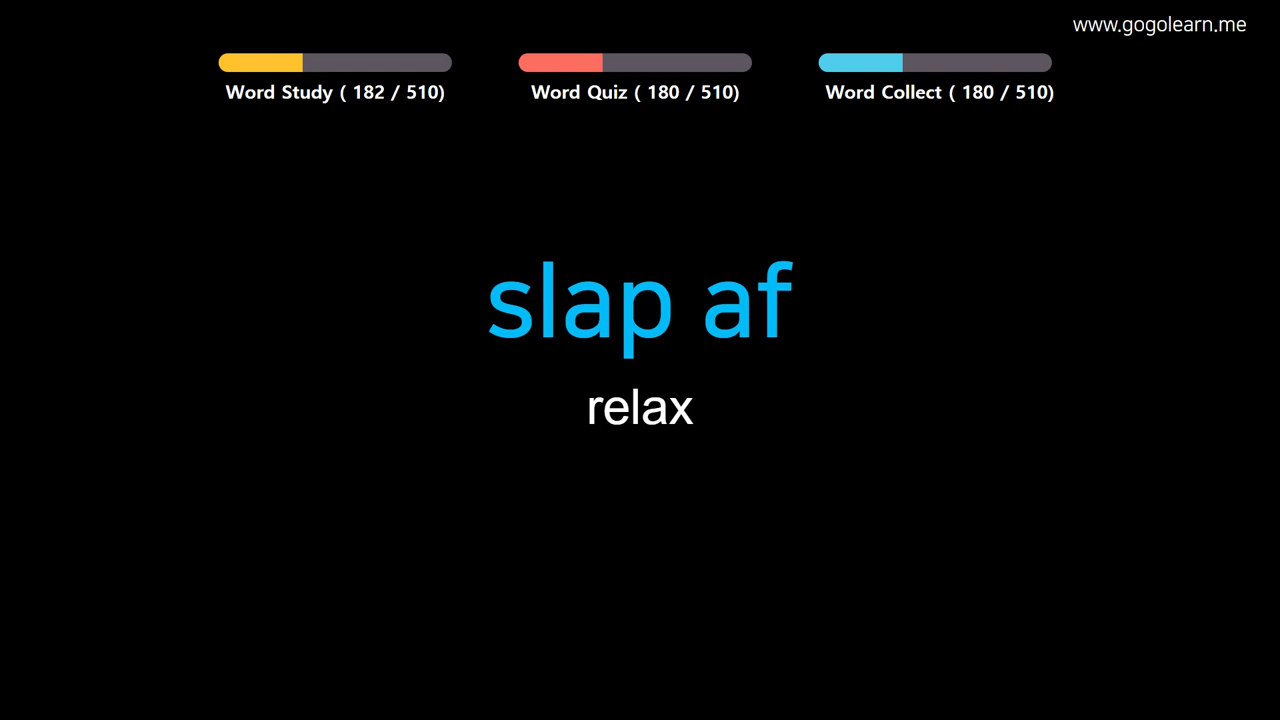 www.gogolearn.me
Word Study ( 182 / 510)
Word Quiz ( 180 / 510)
Word Collect ( 180 / 510)
slap af
relax